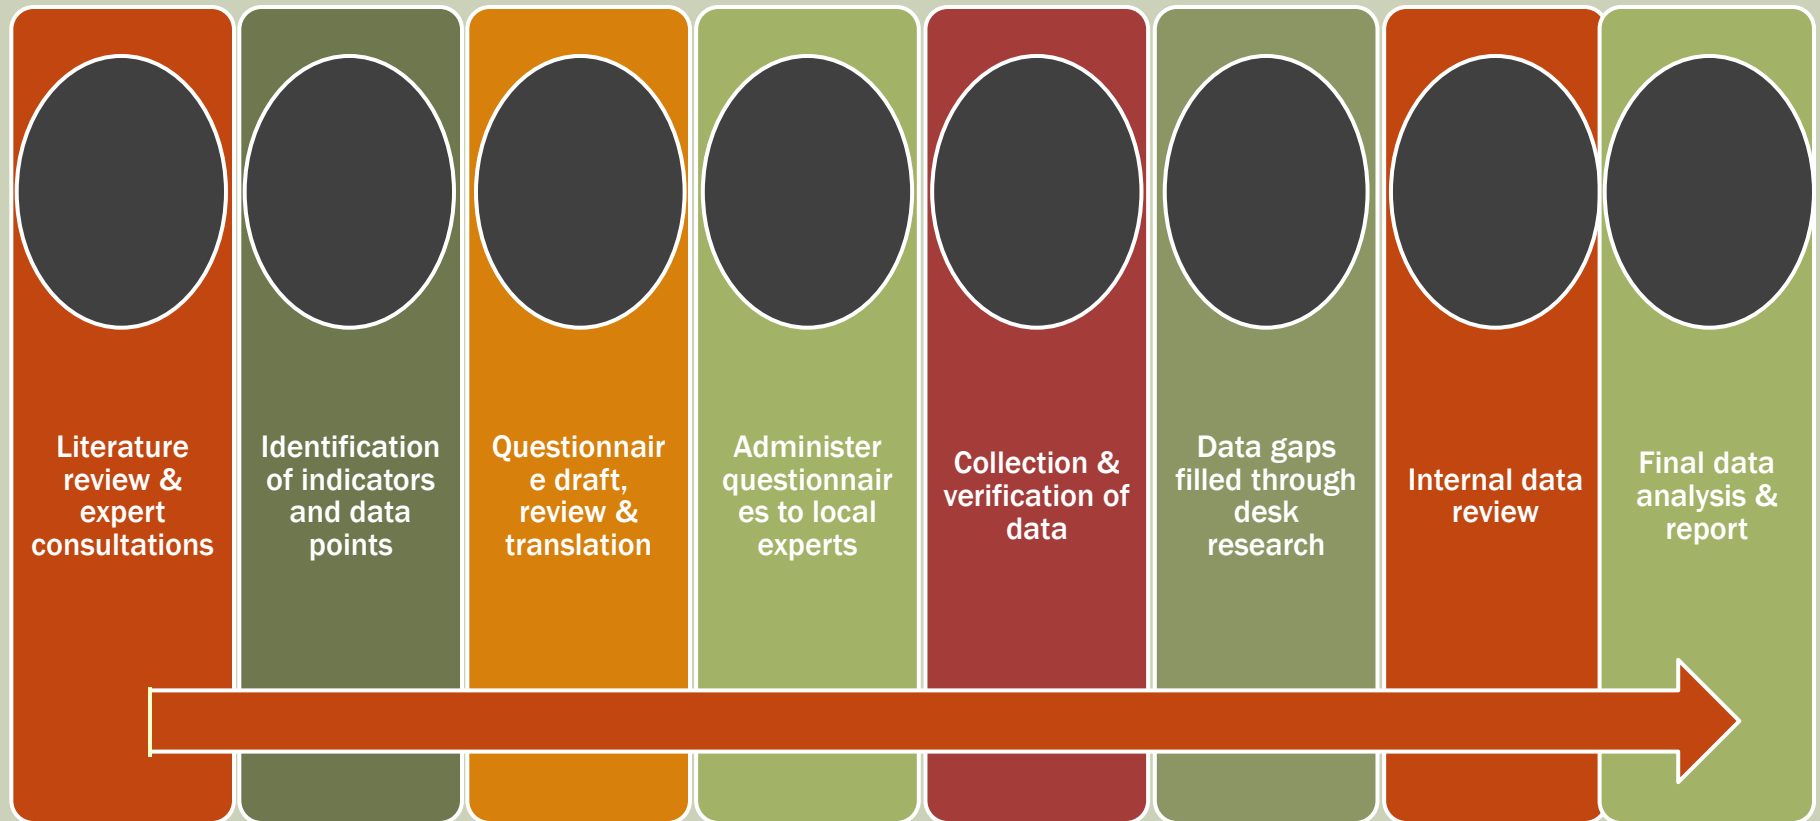 Literature
review &
expert
consultations
Identification
of indicators
and data
points
Questionnair
e draft,
review &
translation
Administer
questionnair
es to local
experts
Collection &
verification of
data
Data gaps
filled through
desk
research
Internal data
review
Final data
analysis &
report